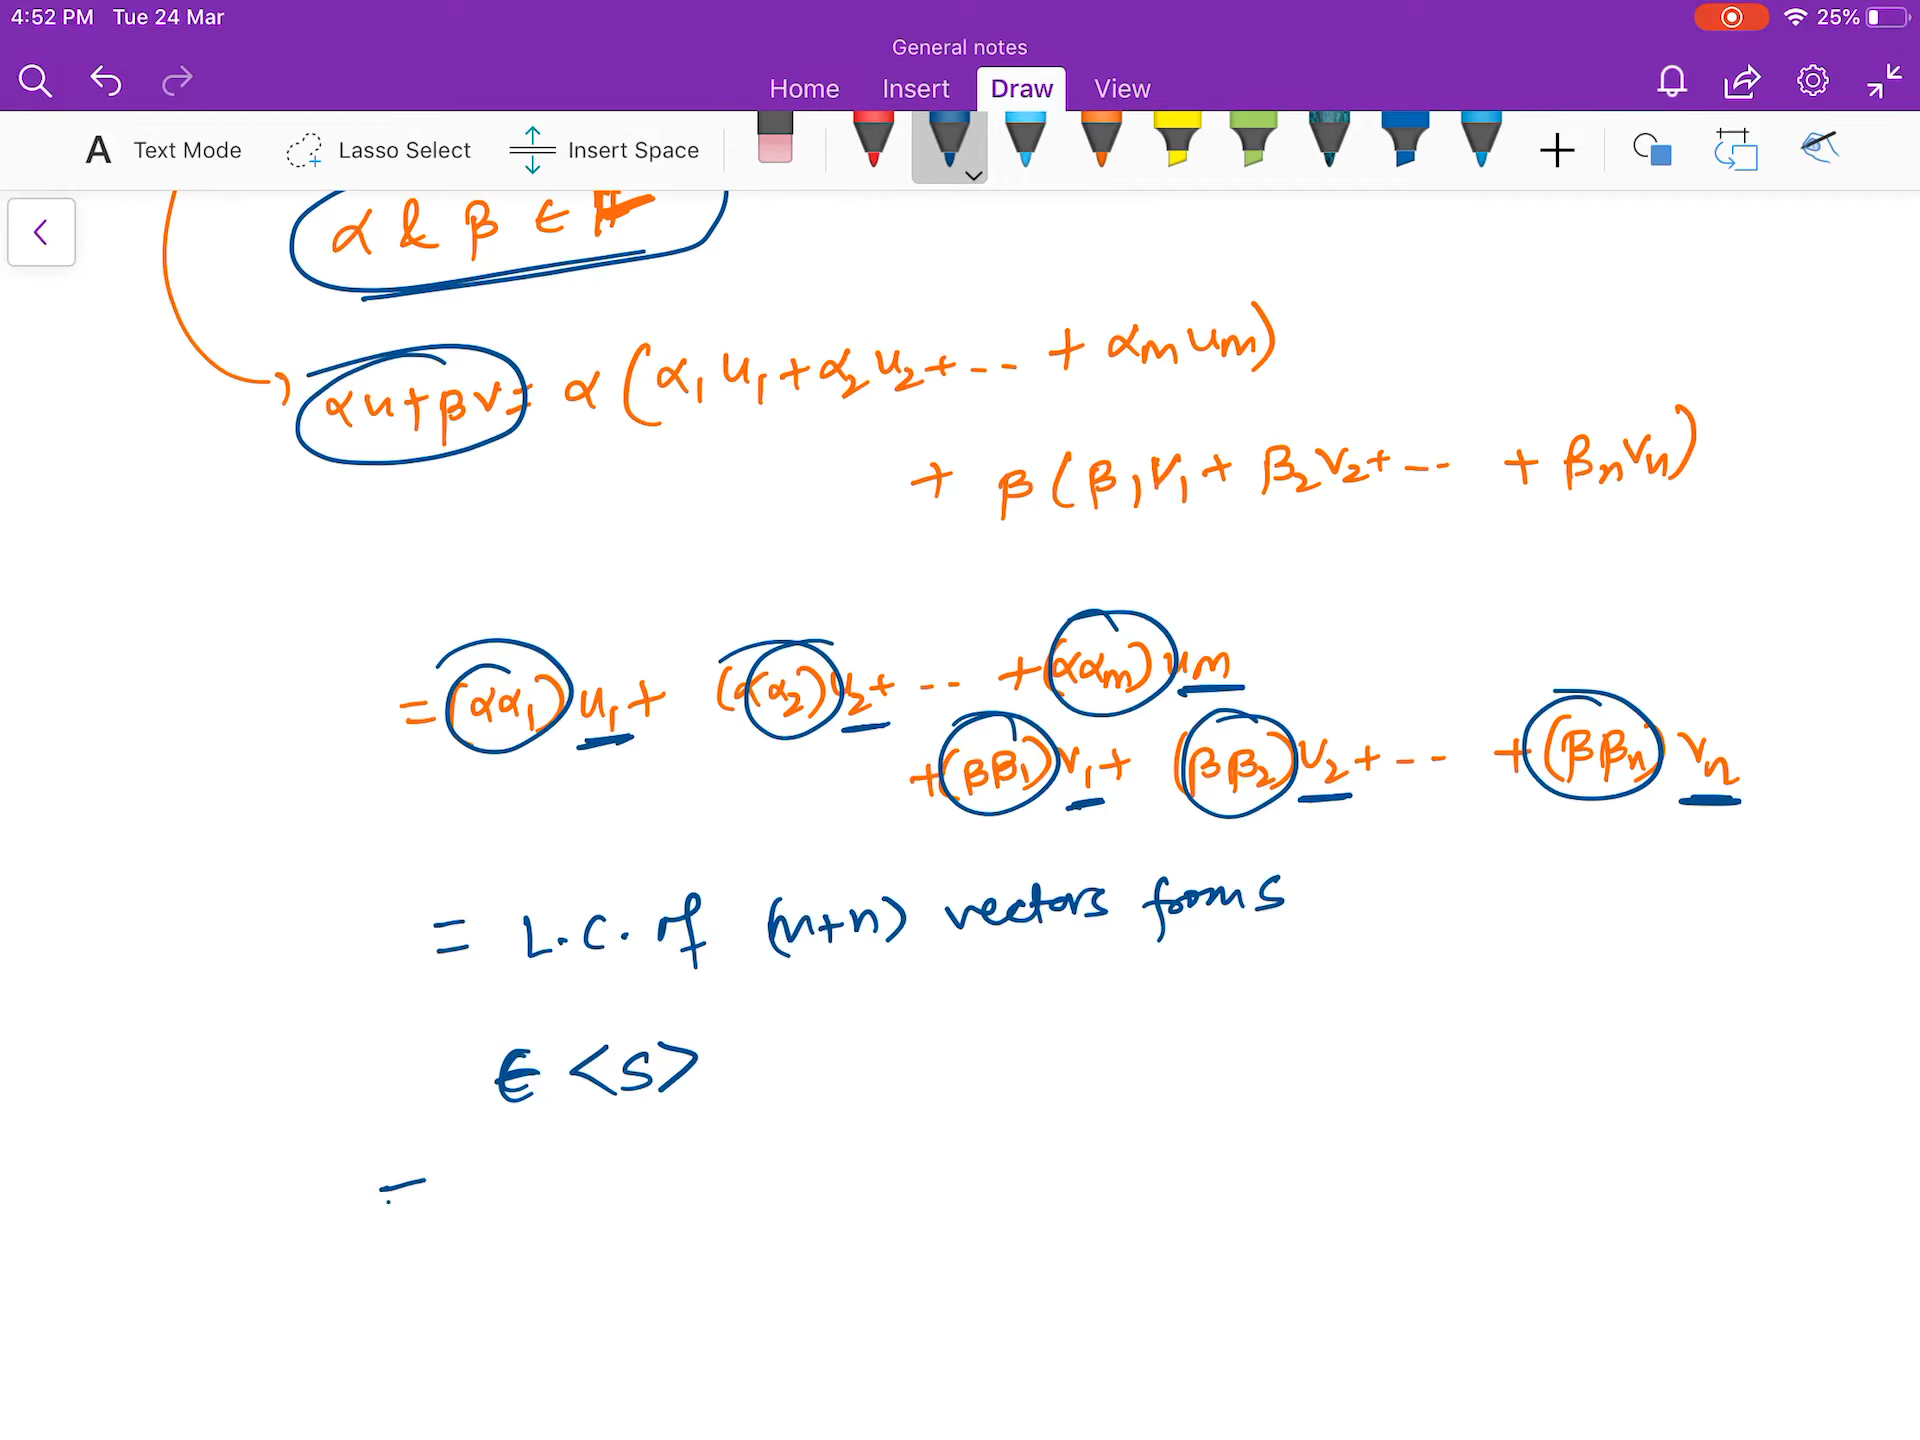 4:52 PM Tue 24 Mar 25%
General notes
Home Insert Draw View
A Text Mode Lasso Select Insert Space
α & β ∈ F
αu+βv = α (α₁u₁+α₂u₂+-- + αₘuₘ)
+ β (β₁v₁+ β₂v₂+-- + βₙvₙ)
= (αα₁)u₁+ (αα₂)u₂+ -- +(ααₘ)uₘ
+(ββ₁)v₁+ (ββ₂)v₂+-- +(ββₙ)vₙ
= L.C. of (m+n) vectors from S
∈ <S>